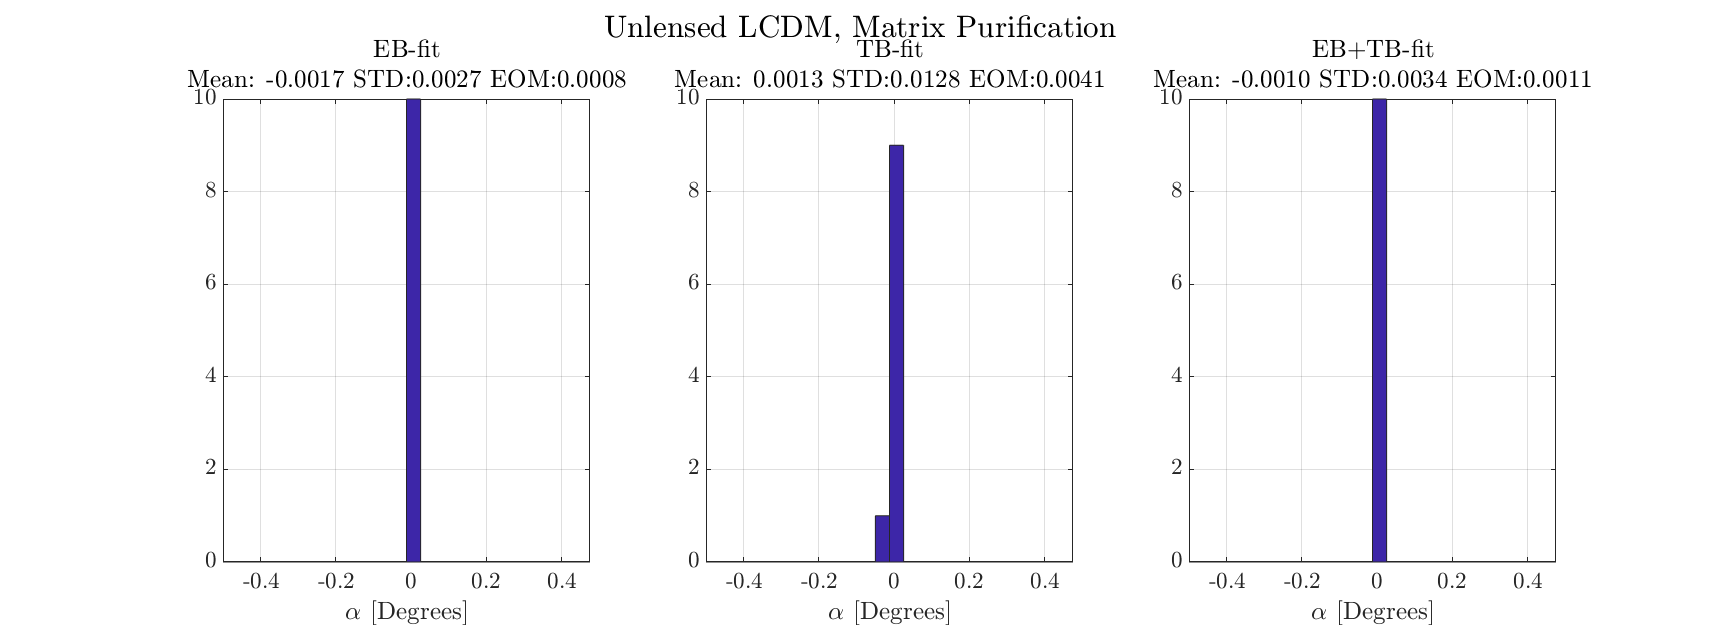 Unlensed LCDM, Matrix Purification
EB-fit
Mean: -0.0017 STD:0.0027 EOM:0.0008
10
8
6
4
2
0
-0.4 -0.2 0 0.2 0.4
α [Degrees]
TB-fit
Mean: 0.0013 STD:0.0128 EOM:0.0041
10
8
6
4
2
0
-0.4 -0.2 0 0.2 0.4
α [Degrees]
EB+TB-fit
Mean: -0.0010 STD:0.0034 EOM:0.0011
10
8
6
4
2
0
-0.4 -0.2 0 0.2 0.4
α [Degrees]